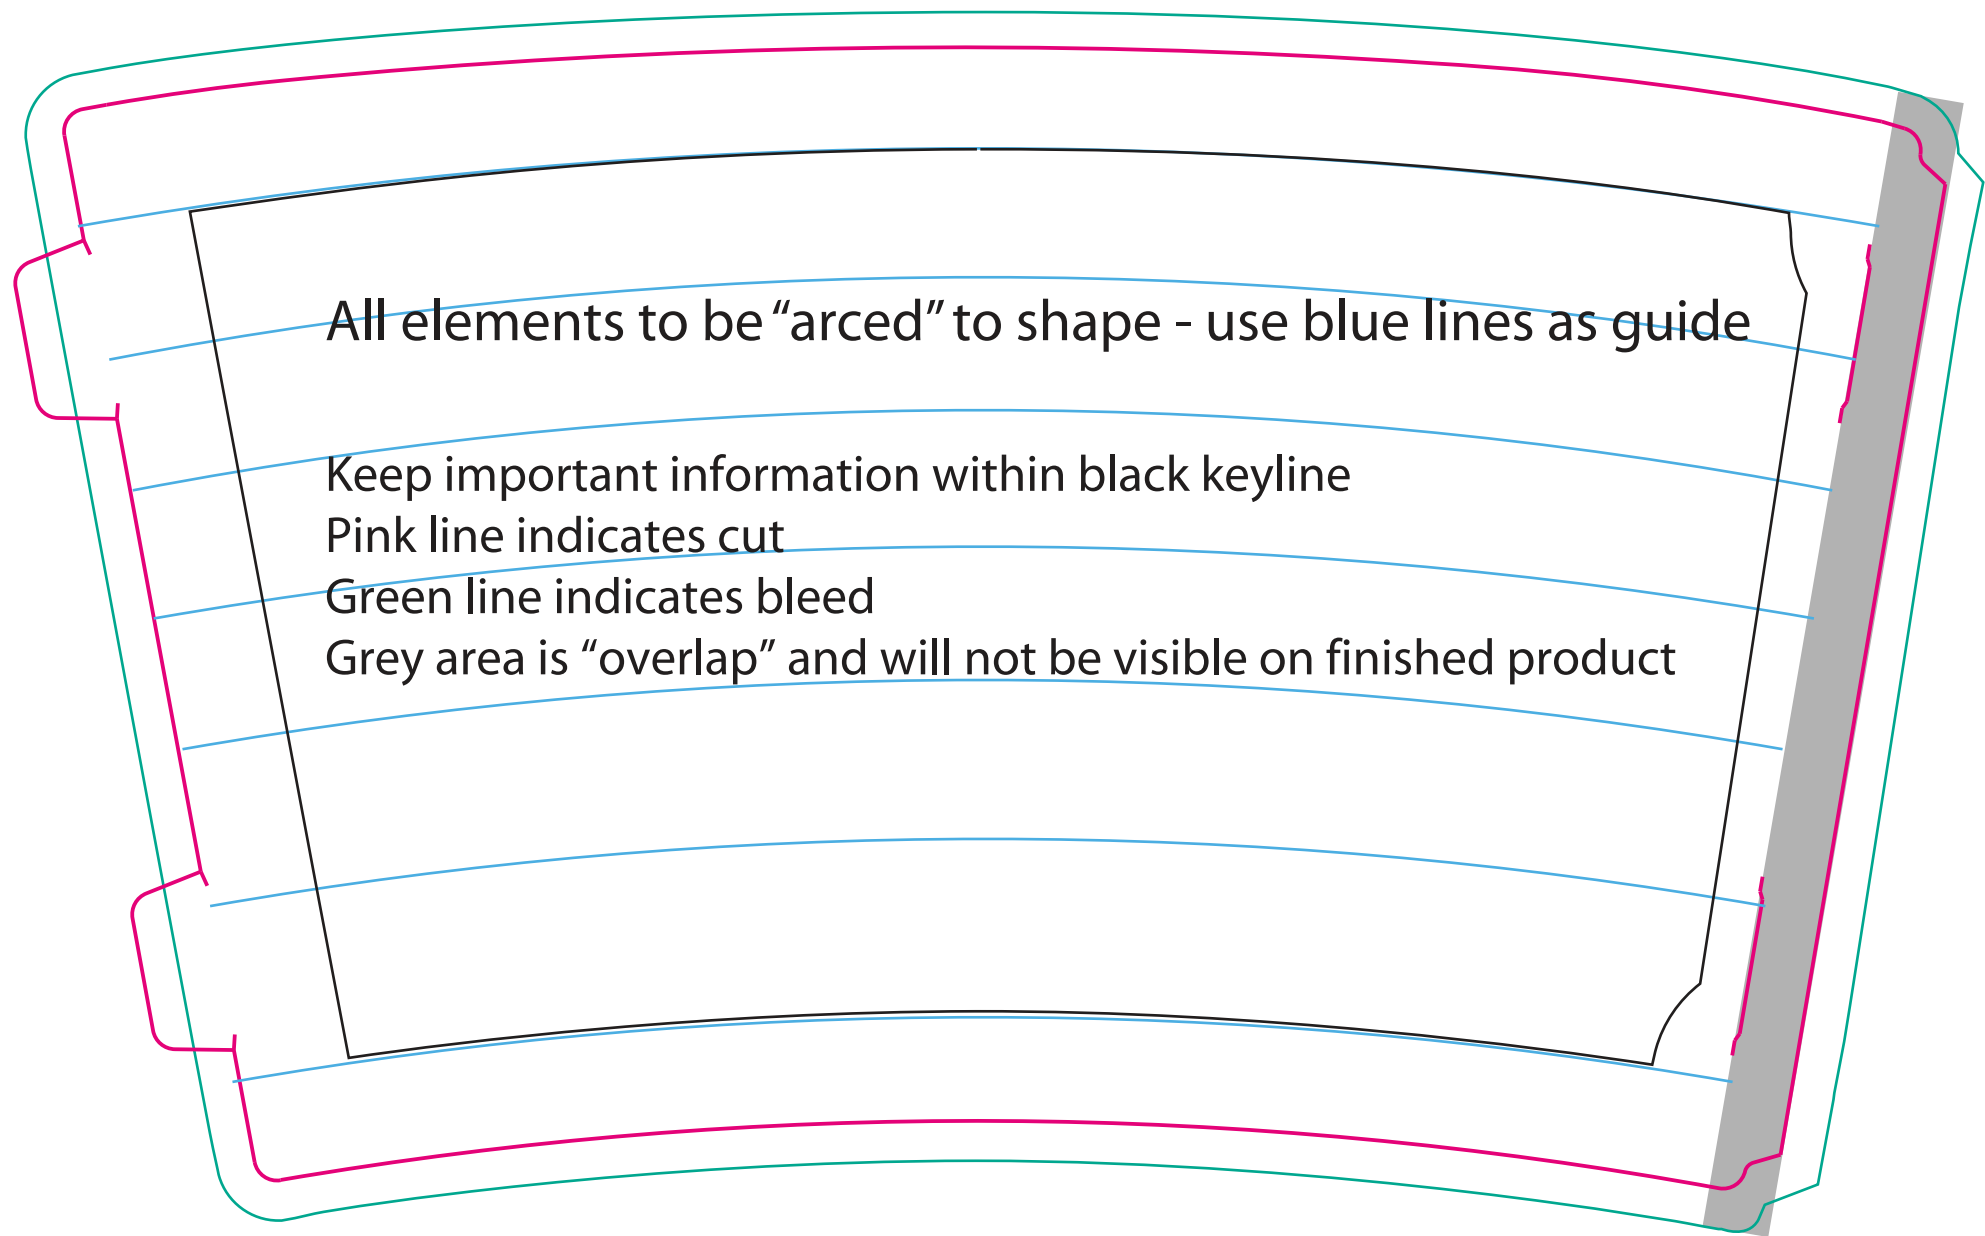 All elements to be “arced” to shape - use blue lines as guide
Keep important information within black keyline
Pink line indicates cut
Green line indicates bleed
Grey area is “overlap” and will not be visible on finished product